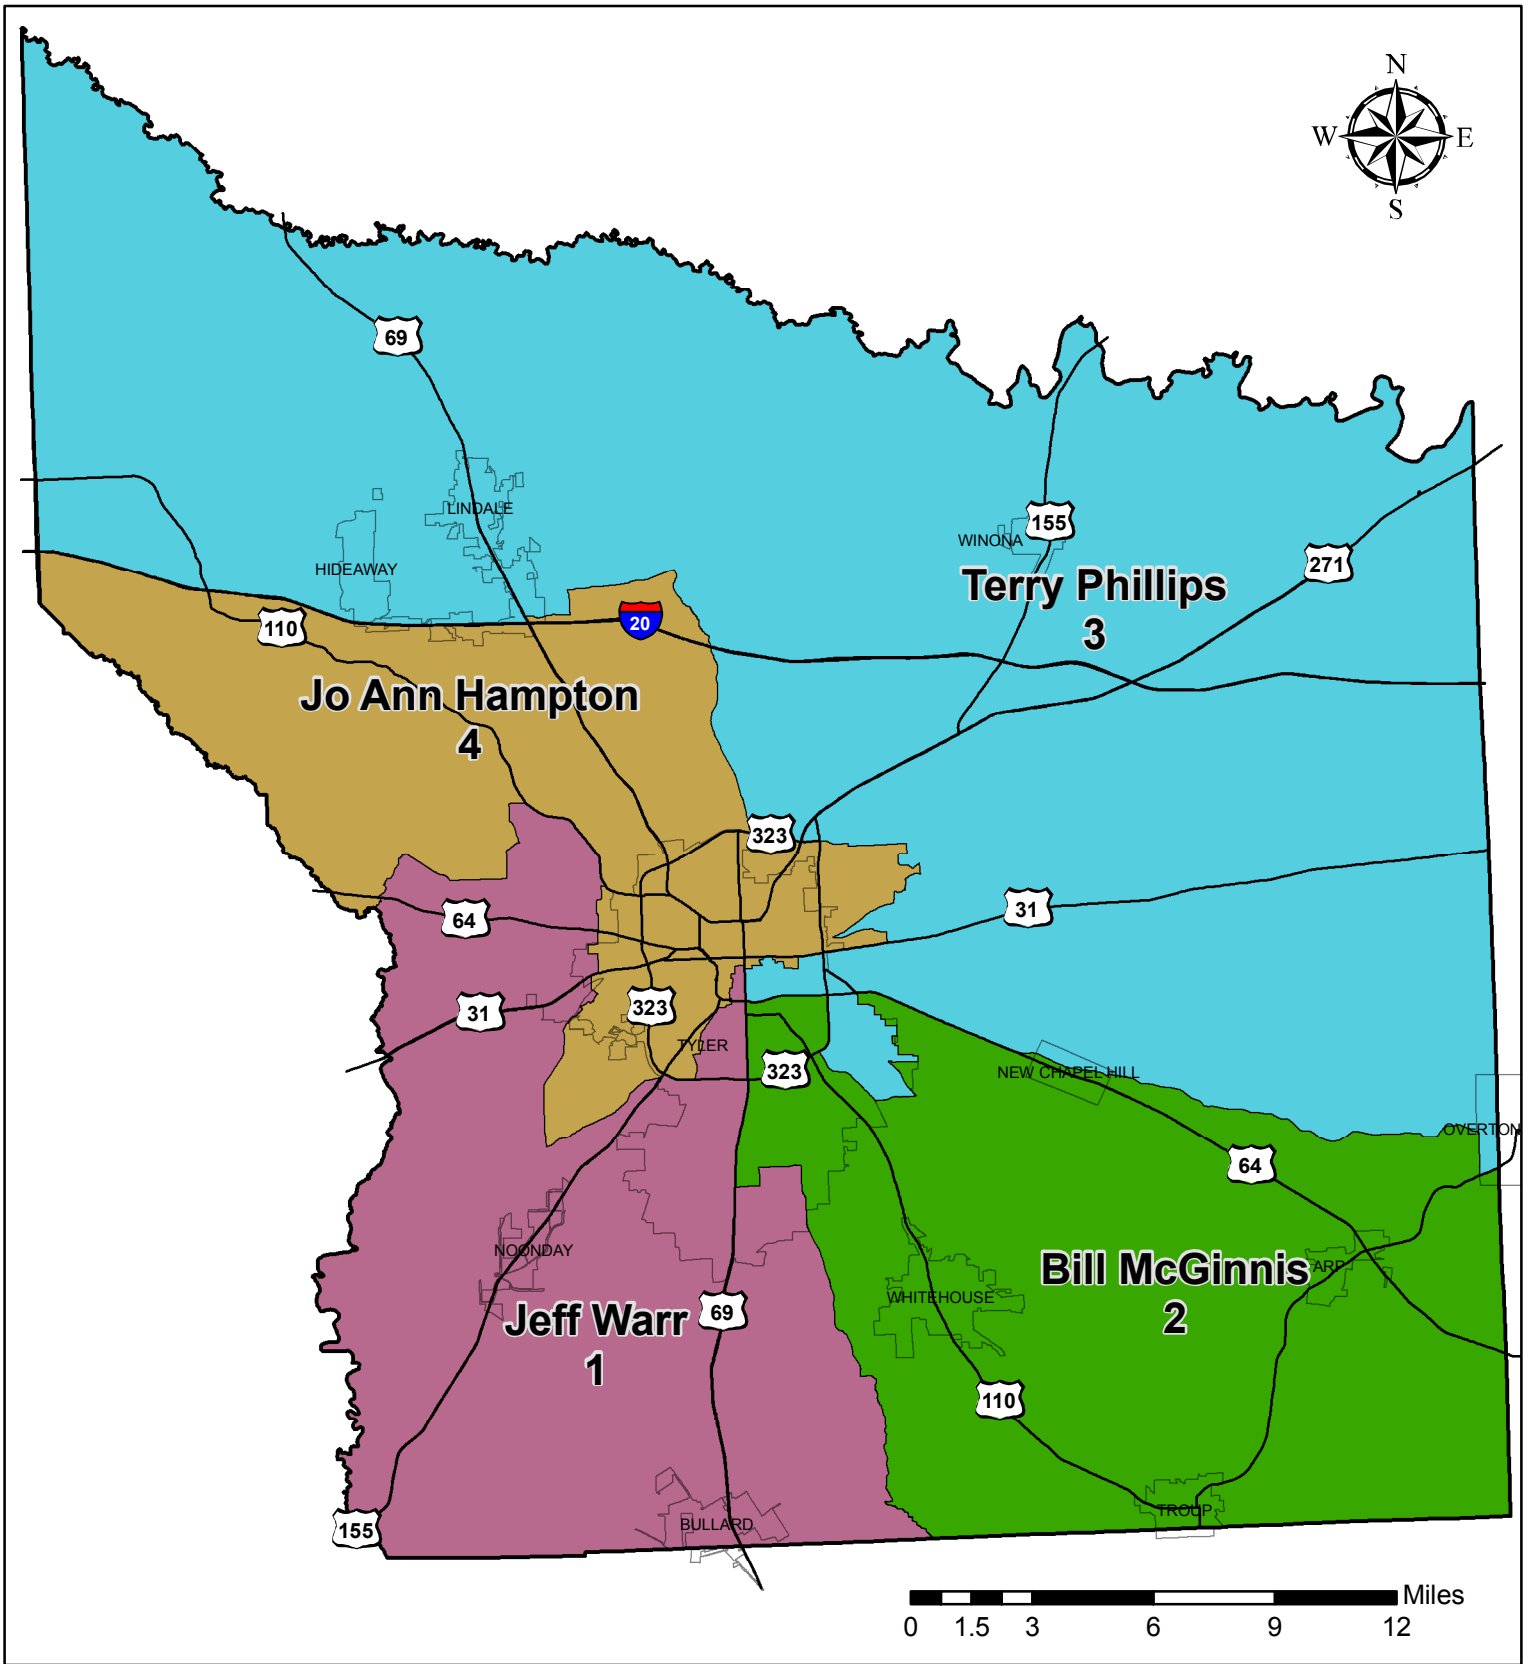 N
W
E
S
69
LINDALE
HIDEAWAY
WINONA
155
271
Terry Phillips
3
20
110
Jo Ann Hampton
4
323
64
31
31
323
TYLER
323
NEW CHAPEL HILL
OVERTON
64
NOONDAY
WHITEHOUSE
Bill McGinnis
2
ARP
Jeff Warr
1
69
110
TROUP
BULLARD
155
Miles
0 1.5 3 6 9 12